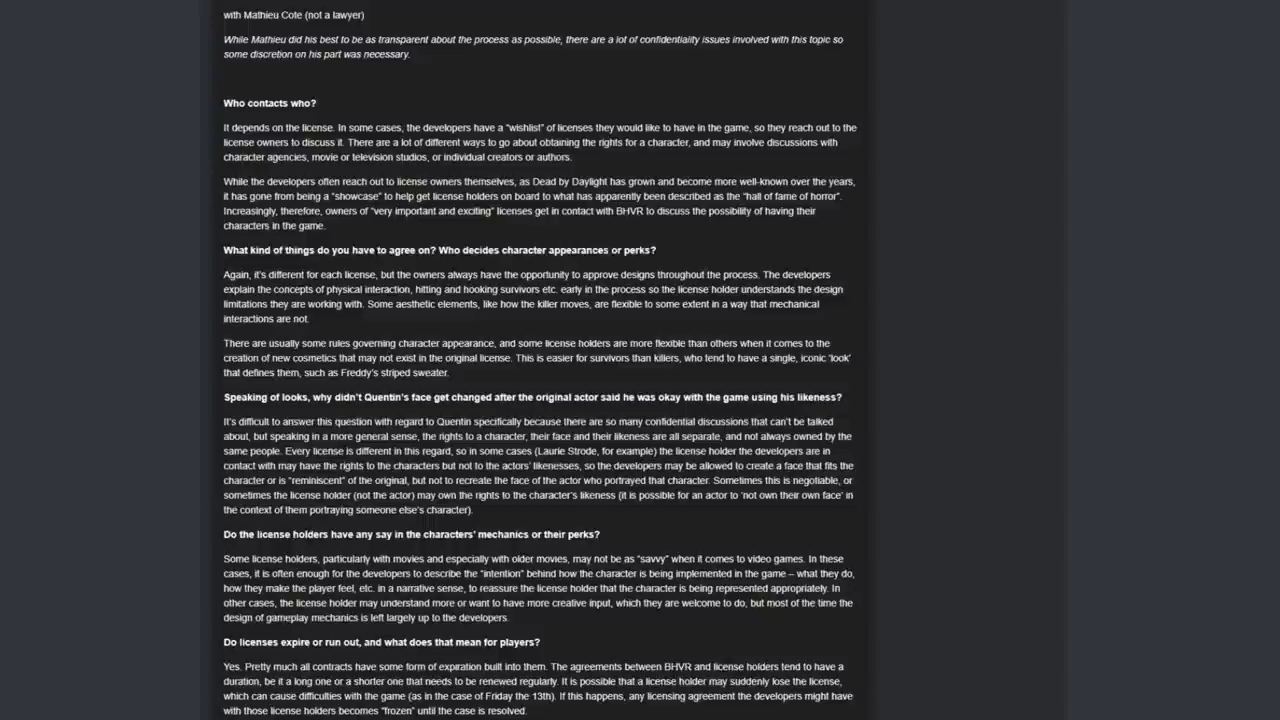 with Mathieu Cote (not a lawyer)
While Mathieu did his best to be as transparent about the process as possible, there are a lot of confidentiality issues involved with this topic so
some discretion on his part was necessary.
Who contacts who?
It depends on the license. In some cases, the developers have a "wishlist" of licenses they would like to have in the game, so they reach out to the
license owners to discuss it. There are a lot of different ways to go about obtaining the rights for a character, and may involve discussions with
character agencies, movie or television studios, or individual creators or authors.
While the developers often reach out to license owners themselves, as Dead by Daylight has grown and become more well-known over the years,
it has gone from being a "showcase" to help get license holders on board to what has apparently been described as the "hall of fame of horror".
Increasingly, therefore, owners of "very important and exciting" licenses get in contact with BHVR to discuss the possibility of having their
characters in the game.
What kind of things do you have to agree on? Who decides character appearances or perks?
Again, it's different for each license, but the owners always have the opportunity to approve designs throughout the process. The developers
explain the concepts of physical interaction, hitting and hooking survivors etc. early in the process so the license holder understands the design
limitations they are working with. Some aesthetic elements, like how the killer moves, are flexible to some extent in a way that mechanical
interactions are not.
There are usually some rules governing character appearance, and some license holders are more flexible than others when it comes to the
creation of new cosmetics that may not exist in the original license. This is easier for survivors than killers, who tend to have a single, iconic 'look'
that defines them, such as Freddy's striped sweater.
Speaking of looks, why didn't Quentin's face get changed after the original actor said he was okay with the game using his likeness?
It's difficult to answer this question with regard to Quentin specifically because there are so many confidential discussions that can't be talked
about, but speaking in a more general sense, the rights to a character, their face and their likeness are all separate, and not always owned by the
same people. Every license is different in this regard, so in some cases (Laurie Strode, for example) the license holder the developers are in
contact with may have the rights to the characters but not to the actors' likenesses, so the developers may be allowed to create a face that fits the
character or is "reminiscent" of the original, but not to recreate the face of the actor who portrayed that character. Sometimes this is negotiable, or
sometimes the license holder (not the actor) may own the rights to the character's likeness (it is possible for an actor to 'not own their own face' in
the context of them portraying someone else's character).
Do the license holders have any say in the characters' mechanics or their perks?
Some license holders, particularly with movies and especially with older movies, may not be as "savvy" when it comes to video games. In these
cases, it is often enough for the developers to describe the "intention" behind how the character is being implemented in the game – what they do,
how they make the player feel, etc. in a narrative sense, to reassure the license holder that the character is being represented appropriately. In
other cases, the license holder may understand more or want to have more creative input, which they are welcome to do, but most of the time the
design of gameplay mechanics is left largely up to the developers.
Do licenses expire or run out, and what does that mean for players?
Yes. Pretty much all contracts have some form of expiration built into them. The agreements between BHVR and license holders tend to have a
duration, be it a long one or a shorter one that needs to be renewed regularly. It is possible that a license holder may suddenly lose the license,
which can cause difficulties with the game (as in the case of Friday the 13th). If this happens, any licensing agreement the developers might have
with those license holders becomes "frozen" until the case is resolved.